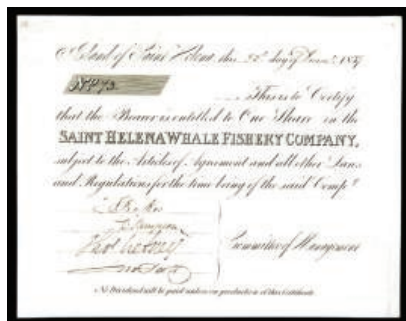 Island of Saint Helena, this 22d day of 1837
No. 73.
This is to Certify
that the Bearer is entitled to One Share in the
SAINT HELENA WHALE FISHERY COMPANY,
subject to the Articles of Agreement and all other Laws
and Regulations for the time being of the said Compy
Committee of Management
No Dividend will be paid unless on production of this Certificate